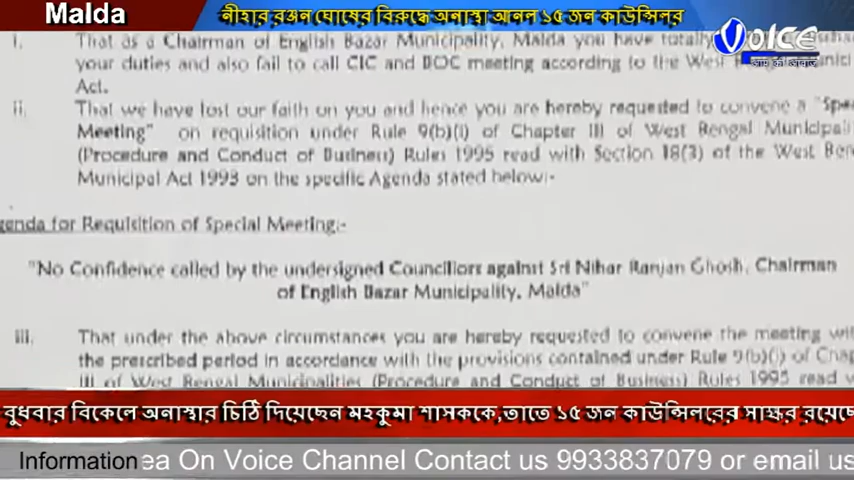 Malda
নীহার রঞ্জন ঘোষের বিরুদ্ধে অনাস্থা আনল ১৫ জন কাউন্সিলর
Voice
i. That as a Chairman of English Bazar Municipality, Malda you have totally
your duties and also fail to call CIC and BOC meeting according to the West
Act.
ii. That we have lost our faith on you and hence you are hereby requested to convene a "Spe
Meeting" on requisition under Rule 9(b)(i) of Chapter III of West Bengal Municipali
(Procedure and Conduct of Business) Rules 1995 read with Section 18(3) of the West Ben
Municipal Act 1993 on the specific Agenda stated below:-
genda for Requisition of Special Meeting:-
"No Confidence called by the undersigned Councillors against Sri Nihar Ranjan Ghosh, Chairman
of English Bazar Municipality, Malda"
iii. That under the above circumstances you are hereby requested to convene the meeting wit
the prescribed period in accordance with the provisions contained under Rule 9(b)(i) of Chap
III of West Bengal Municipalities (Procedure and Conduct of Business) Rules 1995 read w
বুধবার বিকেলে অনাস্থার চিঠি দিয়েছেন মহকুমা শাসককে,তাতে ১৫ জন কাউন্সিলরের সাক্ষর রয়েছে
Information ea On Voice Channel Contact us 9933837079 or email us